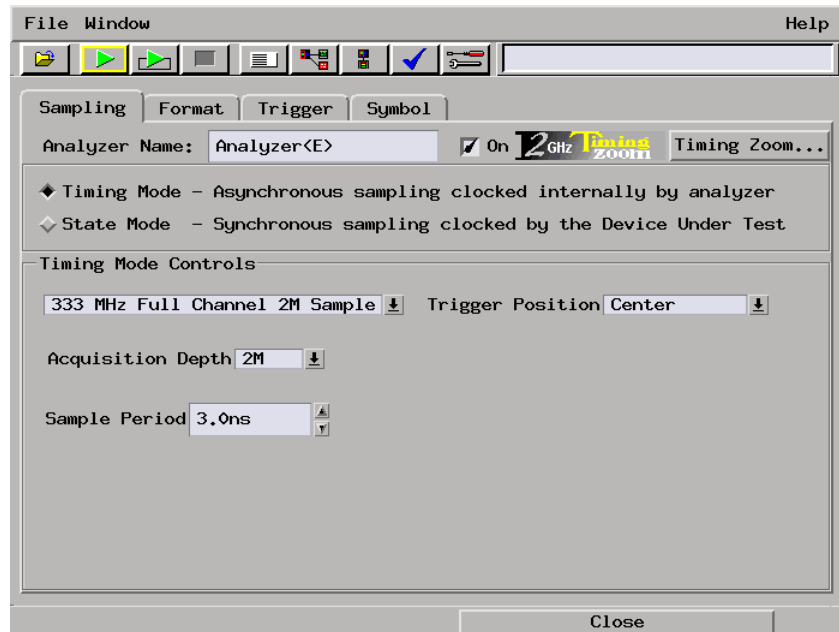 File Window Help
Sampling Format Trigger Symbol
Analyzer Name: Analyzer<E> On 2 GHz Timing Zoom Timing Zoom...
Timing Mode - Asynchronous sampling clocked internally by analyzer
State Mode - Synchronous sampling clocked by the Device Under Test
Timing Mode Controls
333 MHz Full Channel 2M Sample Trigger Position Center
Acquisition Depth 2M
Sample Period 3.0ns
Close